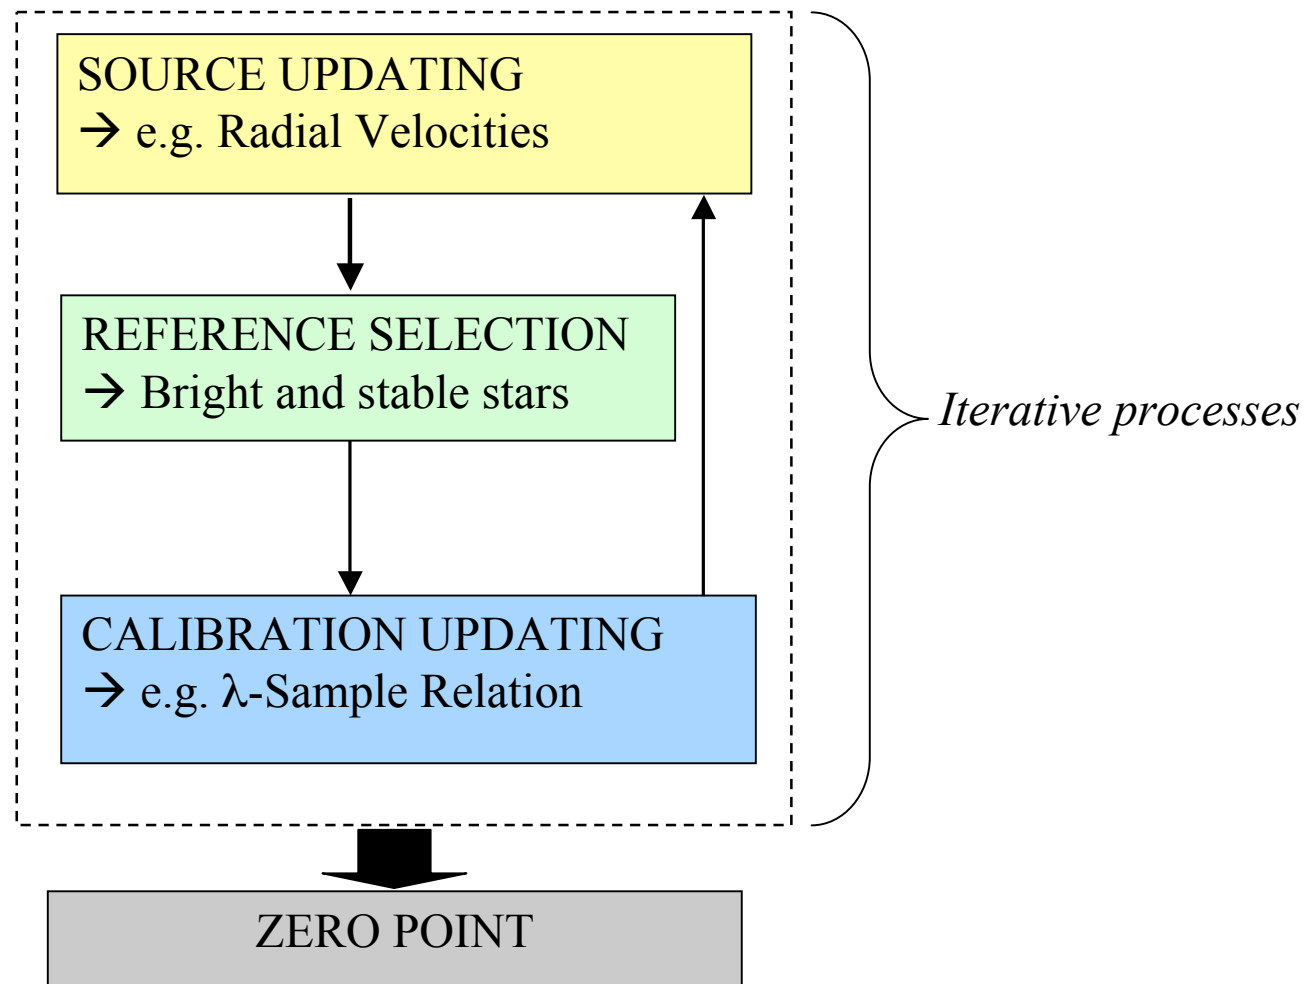 SOURCE UPDATING
→ e.g. Radial Velocities
REFERENCE SELECTION
→ Bright and stable stars
Iterative processes
CALIBRATION UPDATING
→ e.g. λ-Sample Relation
ZERO POINT